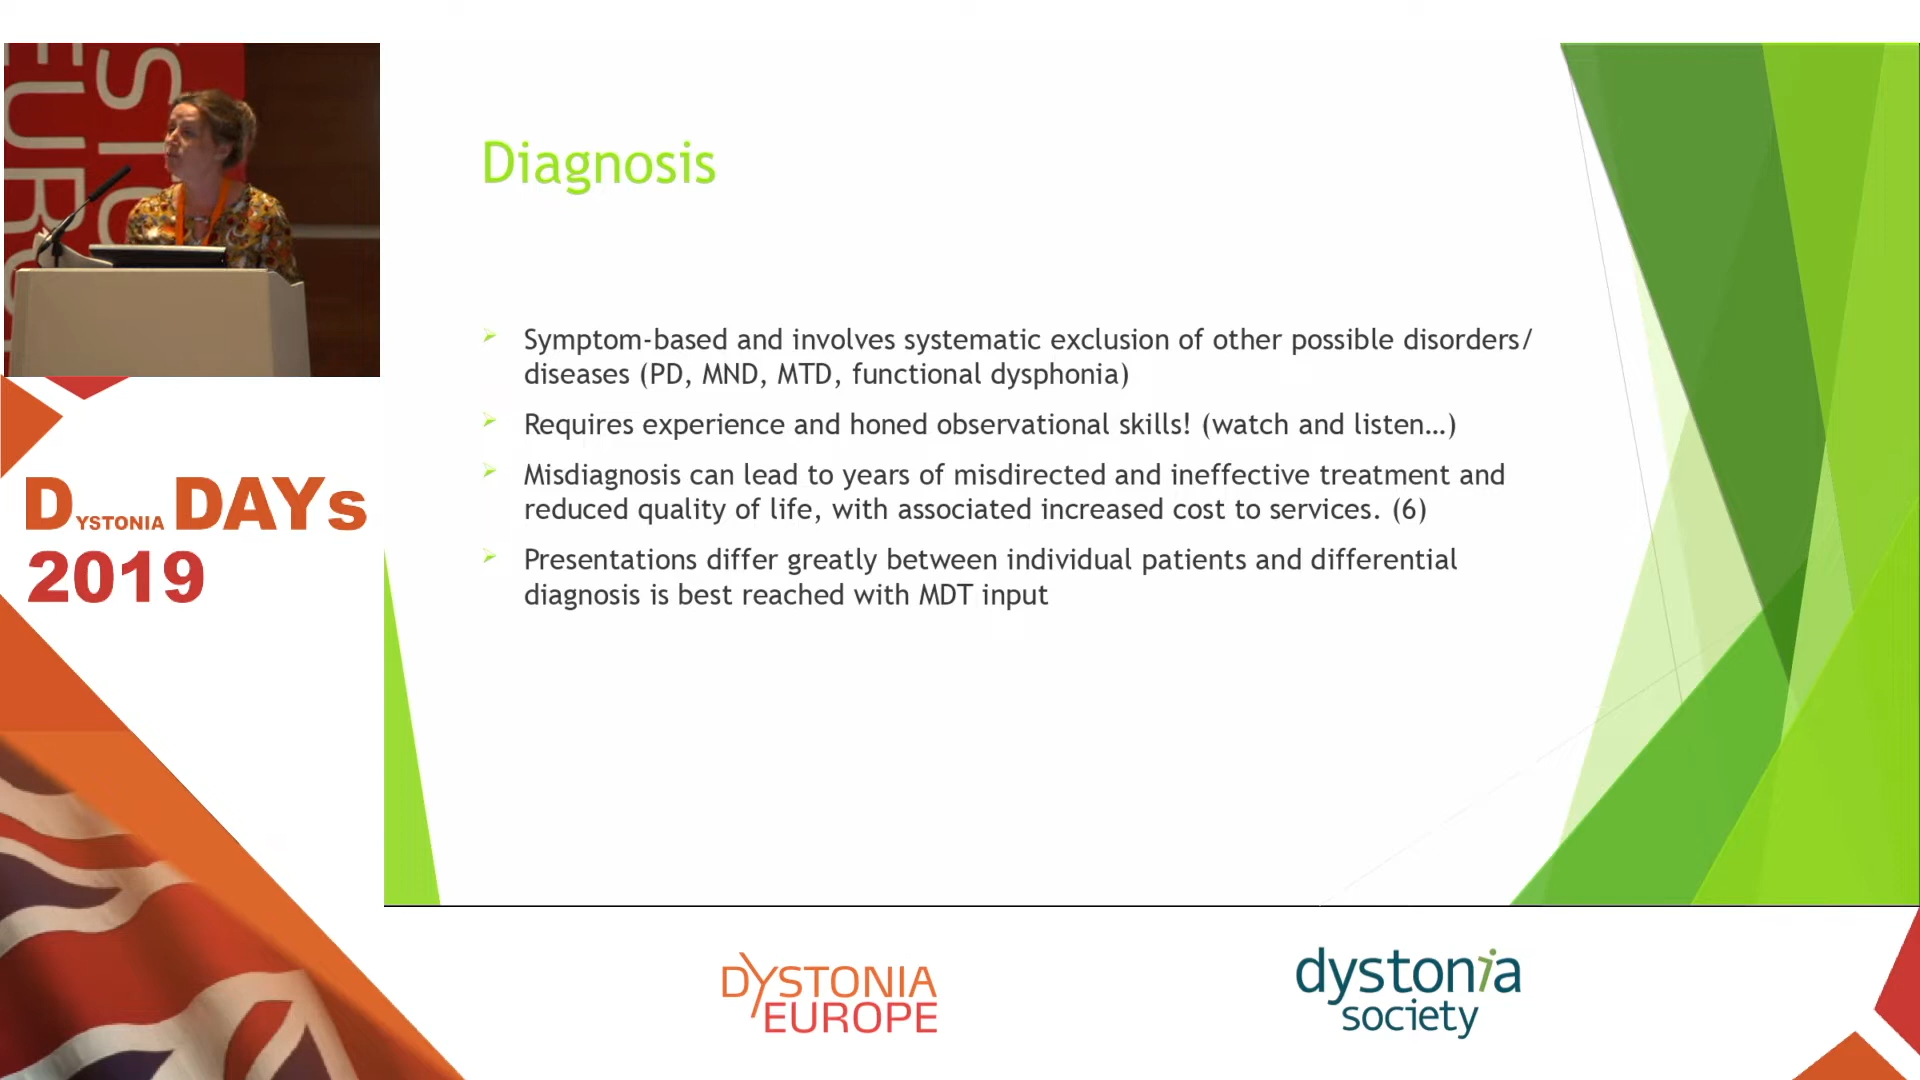 Diagnosis
Symptom-based and involves systematic exclusion of other possible disorders/
diseases (PD, MND, MTD, functional dysphonia)
Requires experience and honed observational skills! (watch and listen…)
Misdiagnosis can lead to years of misdirected and ineffective treatment and
reduced quality of life, with associated increased cost to services. (6)
Presentations differ greatly between individual patients and differential
diagnosis is best reached with MDT input
DYSTONIA DAYs
2019
DYSTONIA
EUROPE
dystonia
society